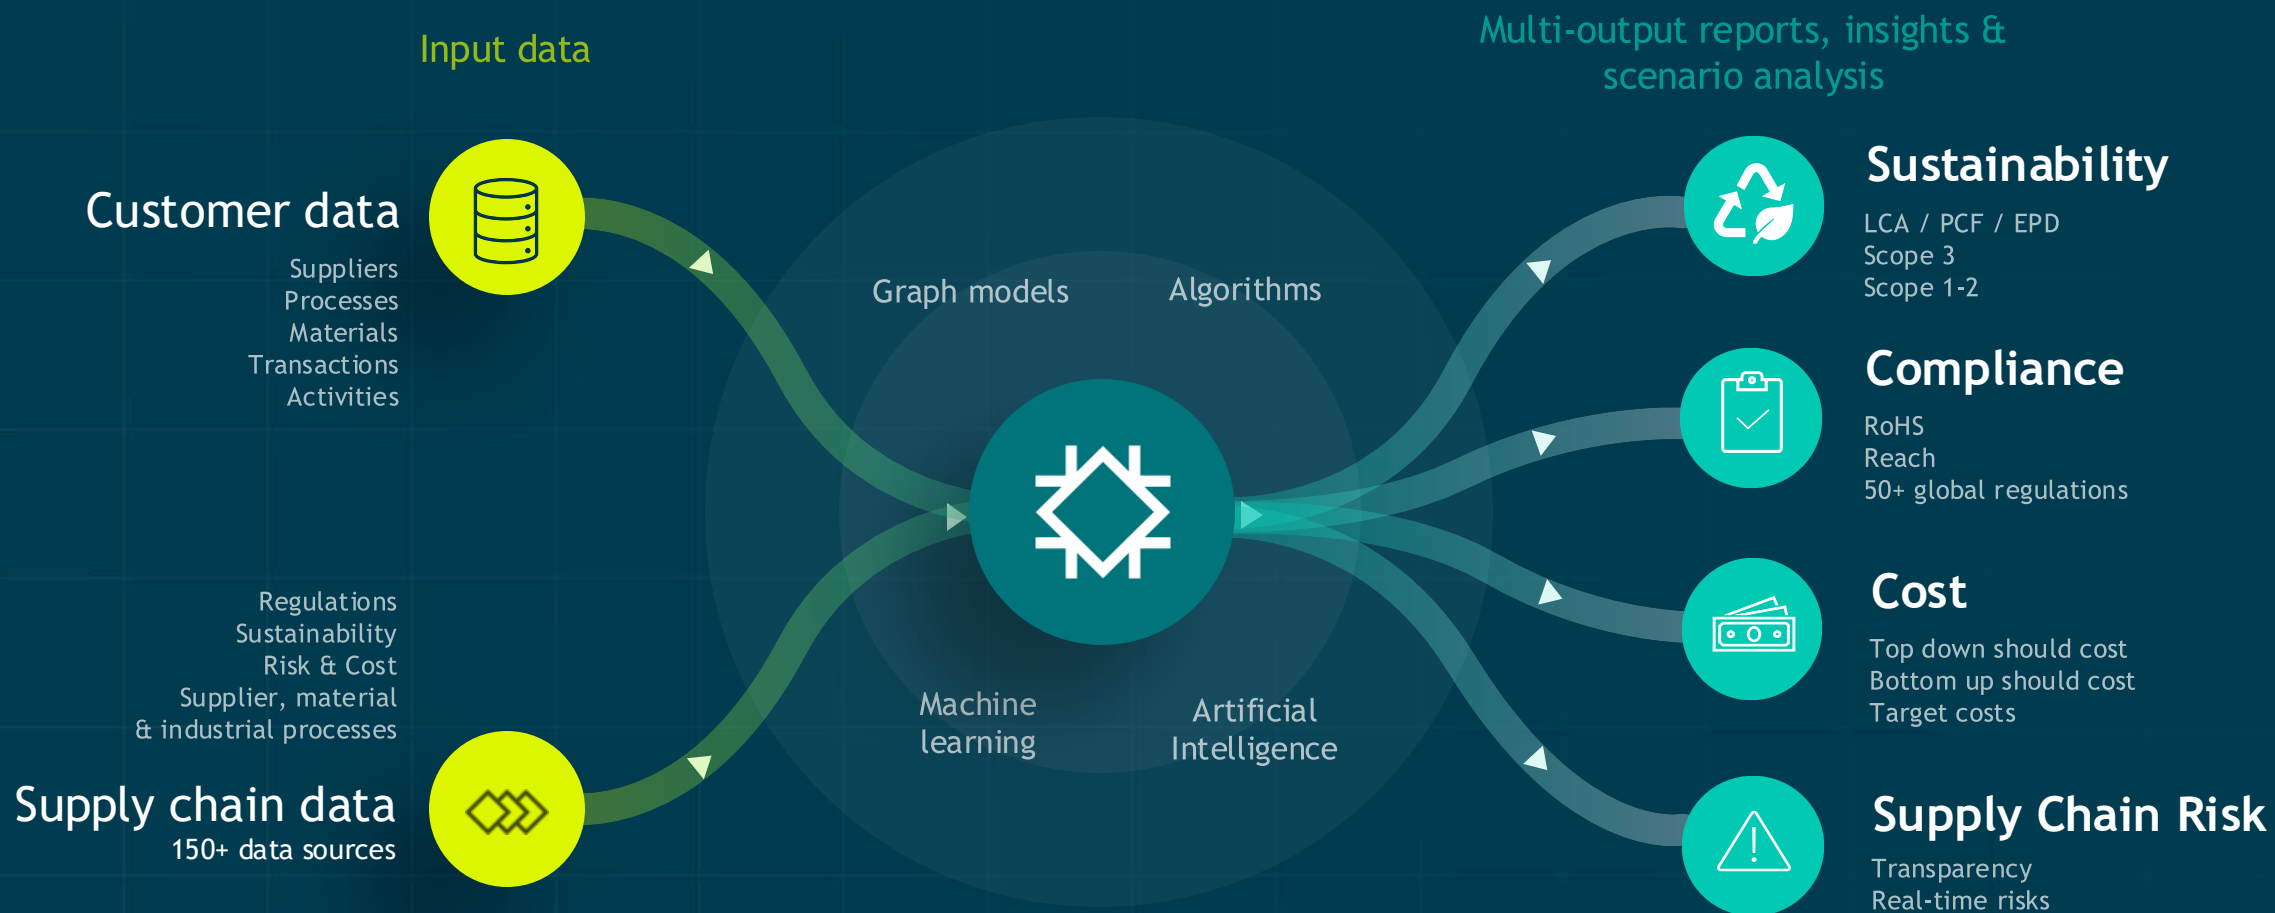 Input data
Multi-output reports, insights &
scenario analysis
Customer data
Suppliers
Processes
Materials
Transactions
Activities
Regulations
Sustainability
Risk & Cost
Supplier, material
& industrial processes
Supply chain data
150+ data sources
Graph models
Algorithms
Machine
learning
Artificial
Intelligence
Sustainability
LCA / PCF / EPD
Scope 3
Scope 1-2
Compliance
RoHS
Reach
50+ global regulations
Cost
Top down should cost
Bottom up should cost
Target costs
Supply Chain Risk
Transparency
Real-time risks